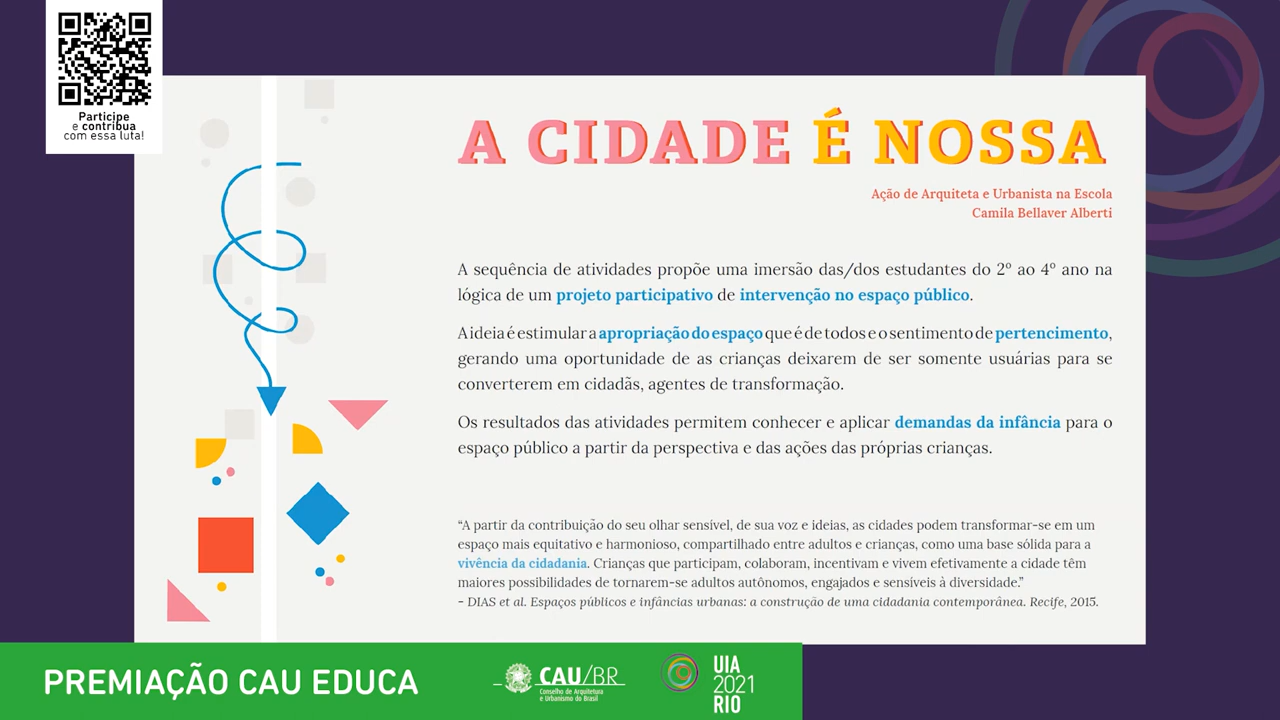 Participe
e contribua
com essa luta!
A CIDADE É NOSSA
Ação de Arquiteta e Urbanista na Escola
Camila Bellaver Alberti
A sequência de atividades propõe uma imersão das/dos estudantes do 2º ao 4º ano na
lógica de um projeto participativo de intervenção no espaço público.
A ideia é estimular a apropriação do espaço que é de todos e o sentimento de pertencimento,
gerando uma oportunidade de as crianças deixarem de ser somente usuárias para se
converterem em cidadãs, agentes de transformação.
Os resultados das atividades permitem conhecer e aplicar demandas da infância para o
espaço público a partir da perspectiva e das ações das próprias crianças.
“A partir da contribuição do seu olhar sensível, de sua voz e ideias, as cidades podem transformar-se em um
espaço mais equitativo e harmonioso, compartilhado entre adultos e crianças, como uma base sólida para a
vivência da cidadania. Crianças que participam, colaboram, incentivam e vivem efetivamente a cidade têm
maiores possibilidades de tornarem-se adultos autônomos, engajados e sensíveis à diversidade.”
- DIAS et al. Espaços públicos e infâncias urbanas: a construção de uma cidadania contemporânea. Recife, 2015.
PREMIAÇÃO CAU EDUCA
CAU/BR
Conselho de Arquitetura
e Urbanismo do Brasil
UIA
2021
RIO